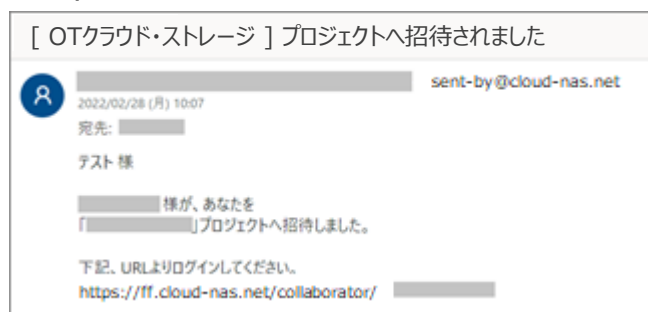 [ OTクラウド・ストレージ ] プロジェクトへ招待されました
sent-by@cloud-nas.net
2022/02/28 (月) 10:07
宛先:
テスト 様
様が、あなたを
「 」プロジェクトへ招待しました。
下記、URLよりログインしてください。
https://ff.cloud-nas.net/collaborator/